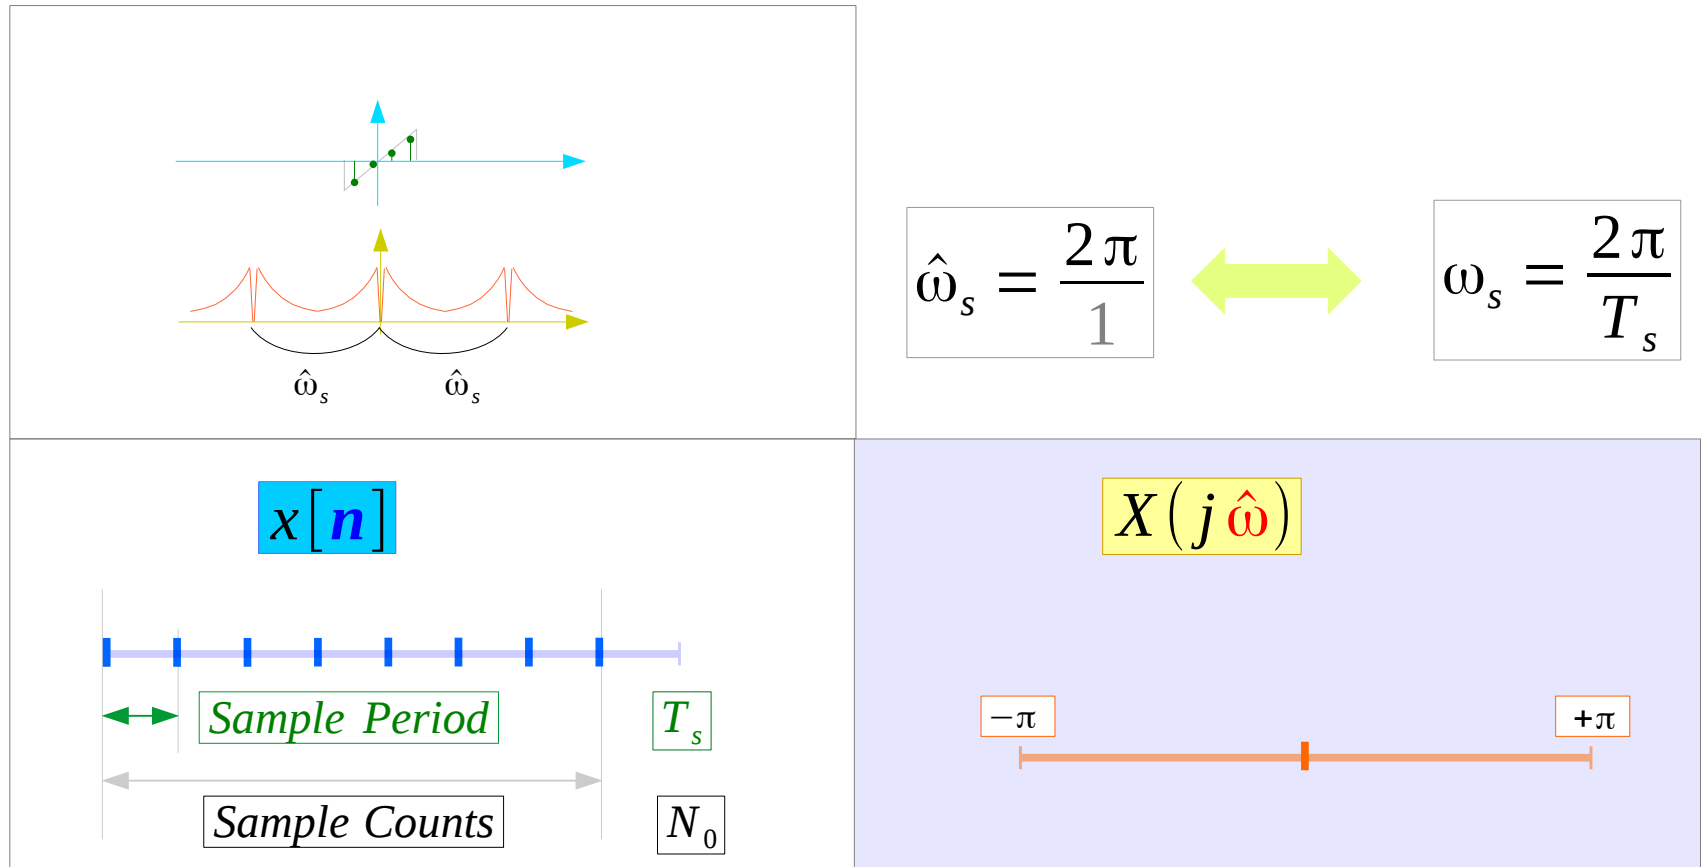 ω̂s ω̂s
ω̂s = 2π/1
ωs = 2π/Ts
x[n]
Sample Period Ts
Sample Counts N0
X(jω̂)
−π +π